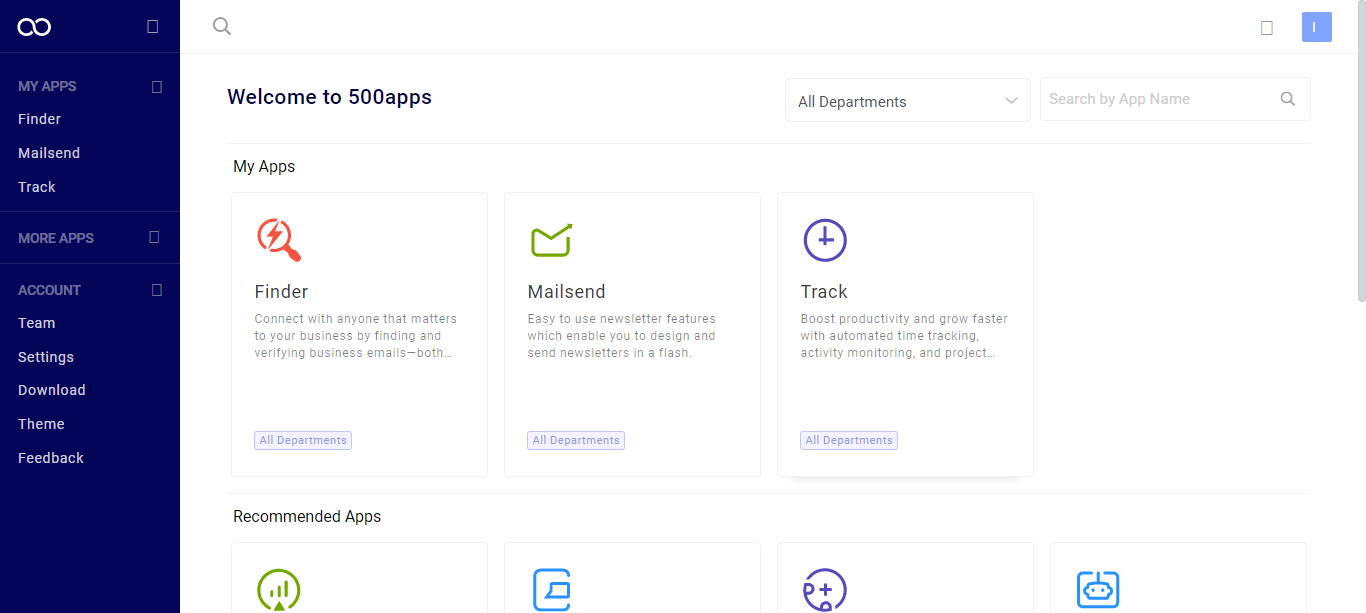 I
MY APPS
Finder
Mailsend
Track
MORE APPS
ACCOUNT
Team
Settings
Download
Theme
Feedback
Welcome to 500apps
All Departments
Search by App Name
My Apps
Finder
Connect with anyone that matters
to your business by finding and
verifying business emails—both...
All Departments
Mailsend
Easy to use newsletter features
which enable you to design and
send newsletters in a flash.
All Departments
Track
Boost productivity and grow faster
with automated time tracking,
activity monitoring, and project...
All Departments
Recommended Apps